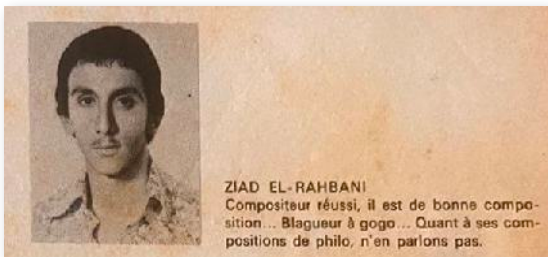 ZIAD EL-RAHBANI
Compositeur réussi, il est de bonne compo-
sition... Blagueur à gogo... Quant à ses com-
positions de philo, n'en parlons pas.